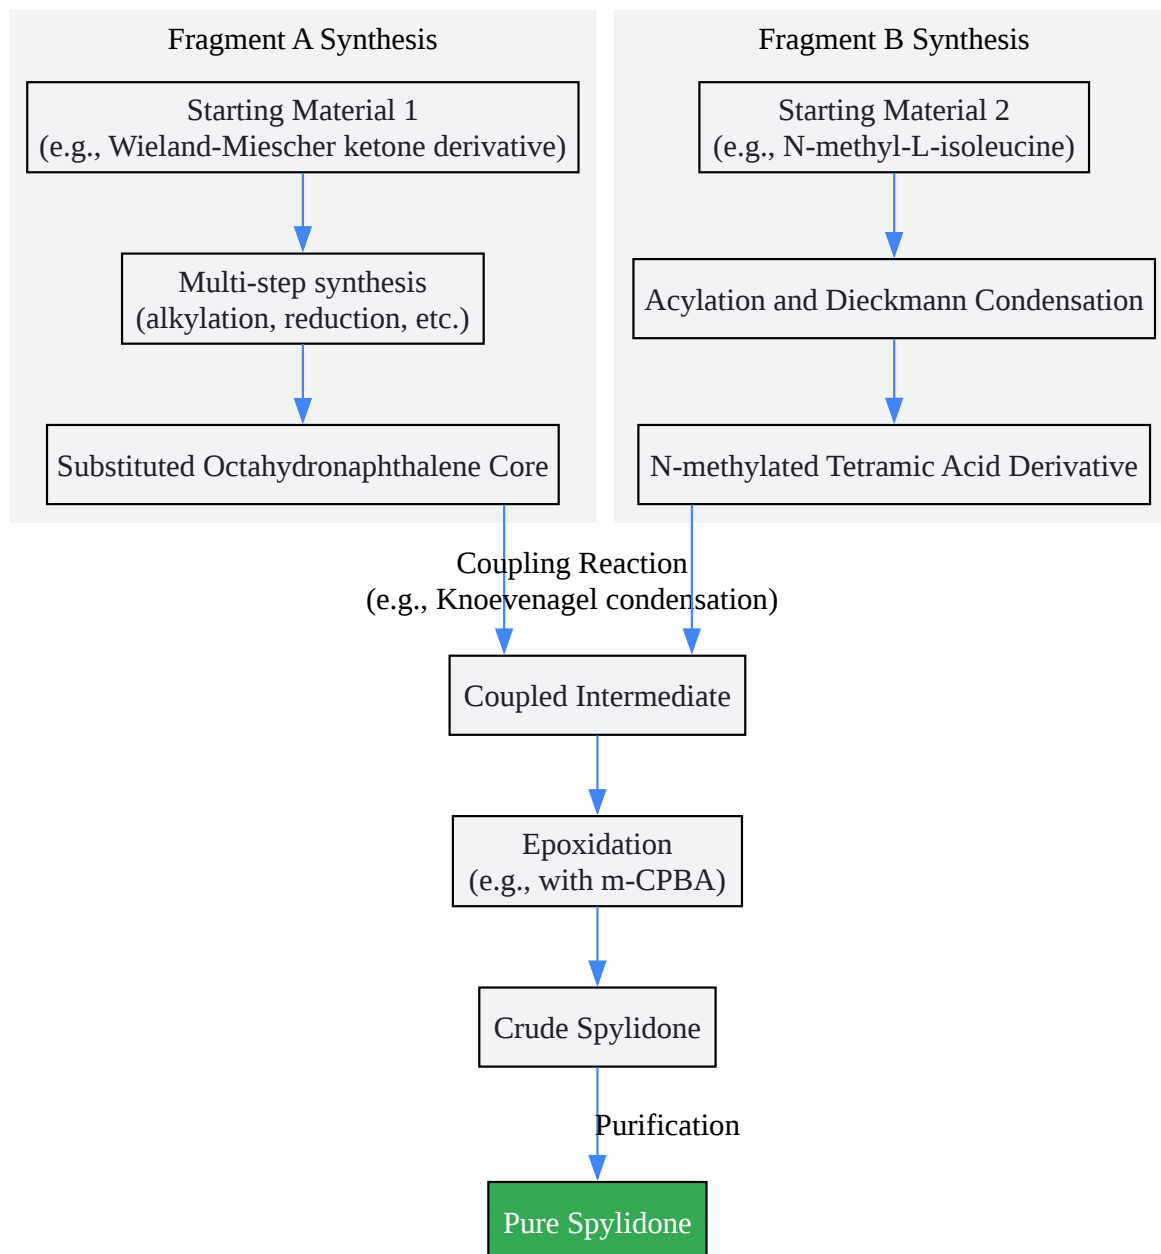 Fragment A Synthesis
Starting Material 1
(e.g., Wieland-Miescher ketone derivative)
Multi-step synthesis
(alkylation, reduction, etc.)
Substituted Octahydronaphthalene Core
Fragment B Synthesis
Starting Material 2
(e.g., N-methyl-L-isoleucine)
Acylation and Dieckmann Condensation
N-methylated Tetramic Acid Derivative
Coupling Reaction
(e.g., Knoevenagel condensation)
Coupled Intermediate
Epoxidation
(e.g., with m-CPBA)
Crude Spylidone
Purification
Pure Spylidone